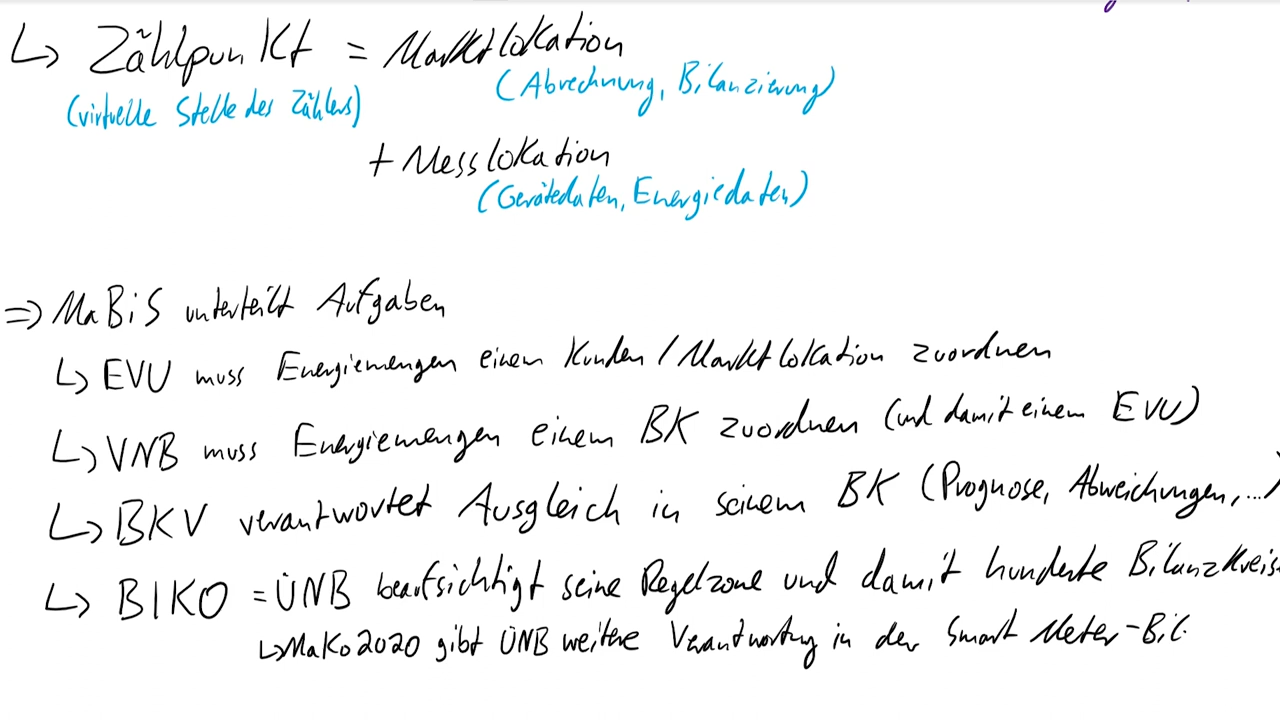 ↳ Zählpunkt = Marktlokation
(virtuelle Stelle des Zählers) (Abrechnung, Bilanzierung)
+ Messlokation
(Gerätedaten, Energiedaten)
⇒ MaBiS unterteilt Aufgaben
↳ EVU muss Energiemengen einem Kunden / Marktlokation zuordnen
↳ VNB muss Energiemengen einem BK zuordnen (und damit einem EVU)
↳ BKV verantwortet Ausgleich in seinem BK (Prognose, Abweichungen, ...)
↳ BIKO = ÜNB beaufsichtigt seine Regelzone und damit hunderte Bilanzkreis
↳ MaKo2020 gibt ÜNB weitere Verantwortung in der Smart Meter-Bil.